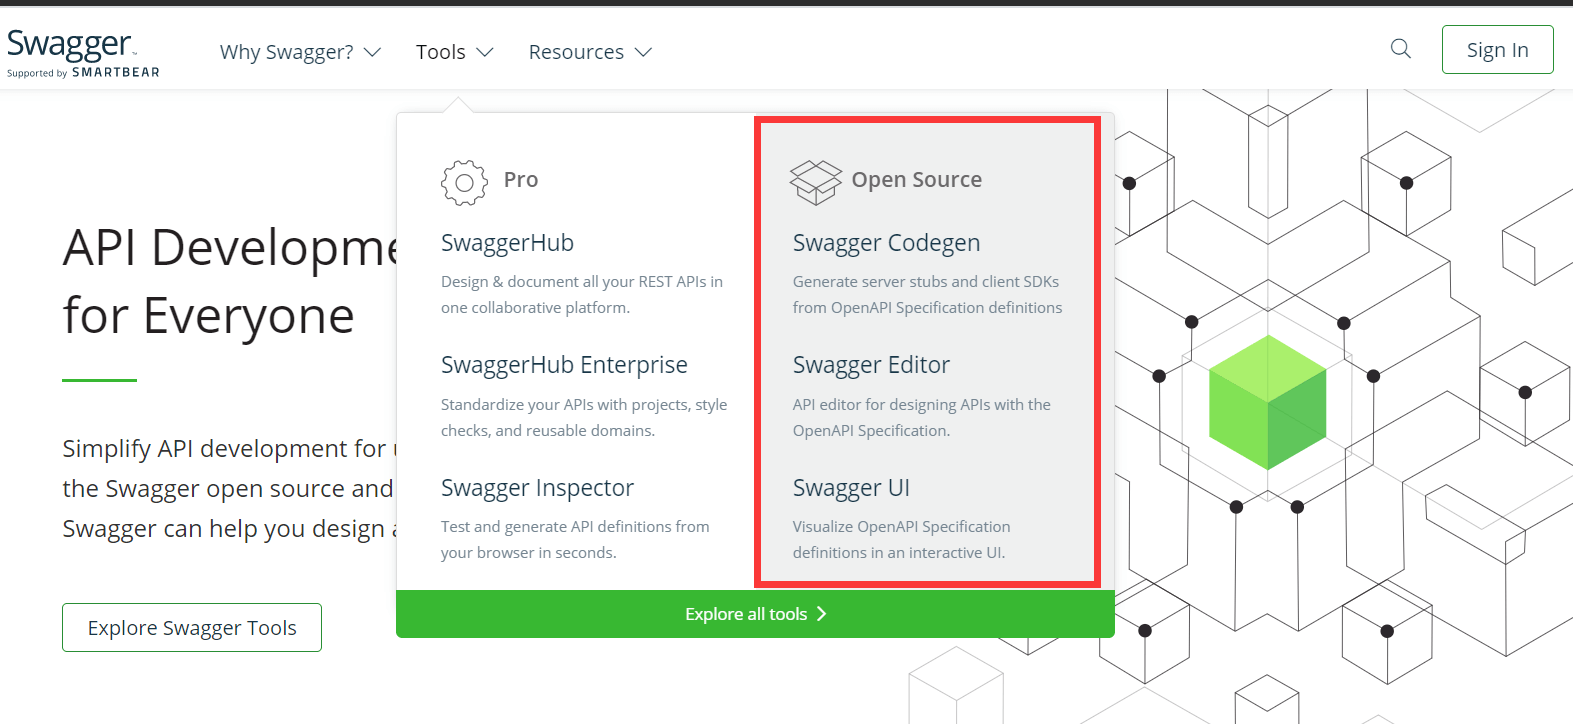 Swagger
Supported by SMARTBEAR
Why Swagger?
Tools
Resources
Sign In
API Developme
for Everyone
Simplify API development for
the Swagger open source and
Swagger can help you design
Explore Swagger Tools
Pro
SwaggerHub
Design & document all your REST APIs in
one collaborative platform.
SwaggerHub Enterprise
Standardize your APIs with projects, style
checks, and reusable domains.
Swagger Inspector
Test and generate API definitions from
your browser in seconds.
Open Source
Swagger Codegen
Generate server stubs and client SDKs
from OpenAPI Specification definitions
Swagger Editor
API editor for designing APIs with the
OpenAPI Specification.
Swagger UI
Visualize OpenAPI Specification
definitions in an interactive UI.
Explore all tools